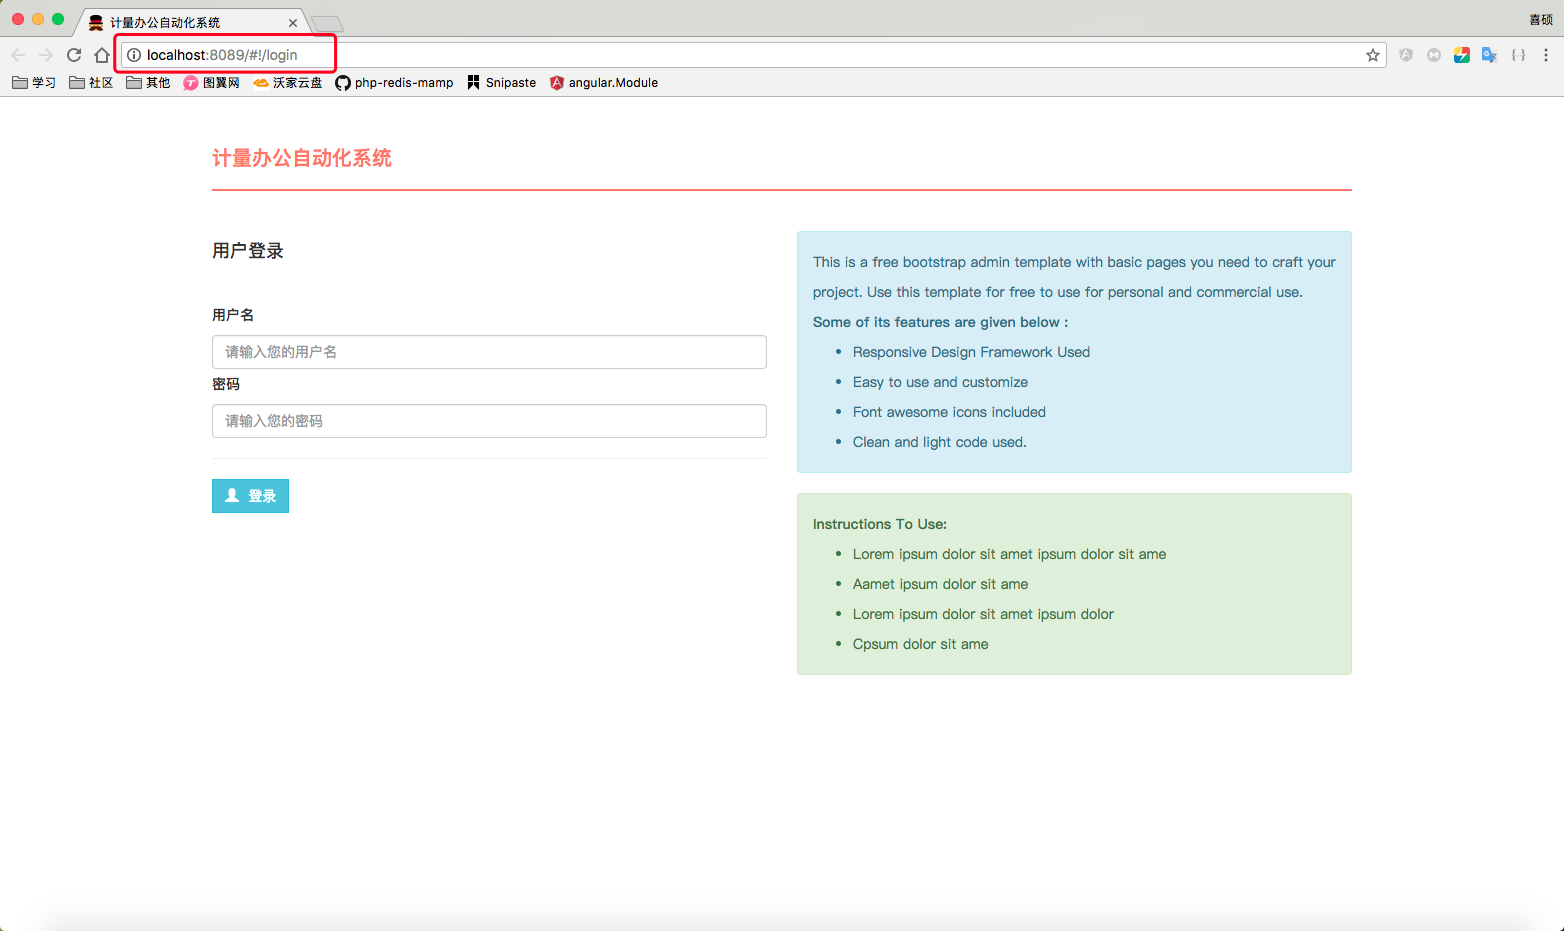 计量办公自动化系统
喜硕
localhost:8089/#!/login
学习 社区 其他 图翼网 沃家云盘 php-redis-mamp Snipaste angular.Module
计量办公自动化系统
用户登录
用户名
请输入您的用户名
密码
请输入您的密码
登录
This is a free bootstrap admin template with basic pages you need to craft your
project. Use this template for free to use for personal and commercial use.
Some of its features are given below :
Responsive Design Framework Used
Easy to use and customize
Font awesome icons included
Clean and light code used.
Instructions To Use:
Lorem ipsum dolor sit amet ipsum dolor sit ame
Aamet ipsum dolor sit ame
Lorem ipsum dolor sit amet ipsum dolor
Cpsum dolor sit ame